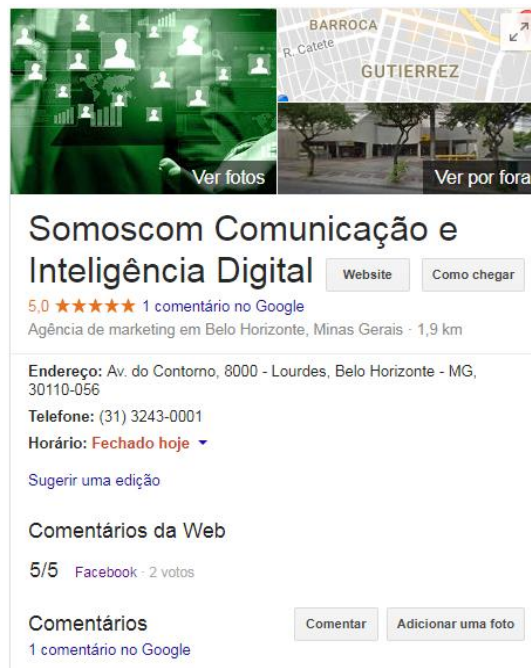 BARROCA
R. Catete
GUTIERREZ
Ver fotos
Ver por fora
Somoscom Comunicação e
Inteligência Digital Website Como chegar
5,0 ★★★★★ 1 comentário no Google
Agência de marketing em Belo Horizonte, Minas Gerais · 1,9 km
Endereço: Av. do Contorno, 8000 - Lourdes, Belo Horizonte - MG,
30110-056
Telefone: (31) 3243-0001
Horário: Fechado hoje
Sugerir uma edição
Comentários da Web
5/5 Facebook · 2 votos
Comentários Comentar Adicionar uma foto
1 comentário no Google